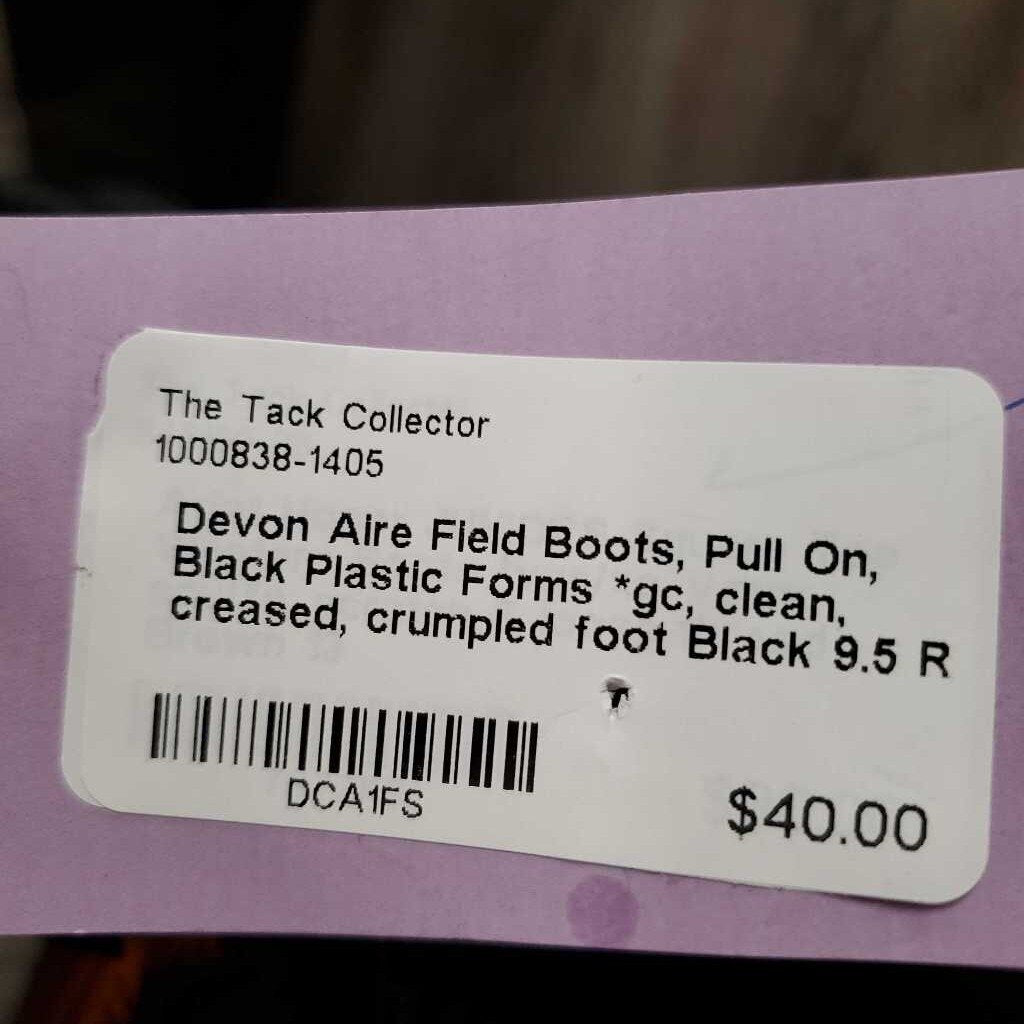 The Tack Collector
1000838-1405
Devon Aire Field Boots, Pull On,
Black Plastic Forms *gc, clean,
creased, crumpled foot Black 9.5 R
DCA1FS
$40.00